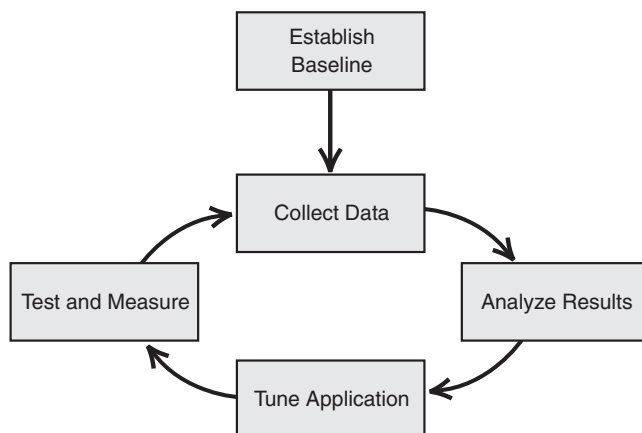 Establish
Baseline
Collect Data
Test and Measure
Analyze Results
Tune Application